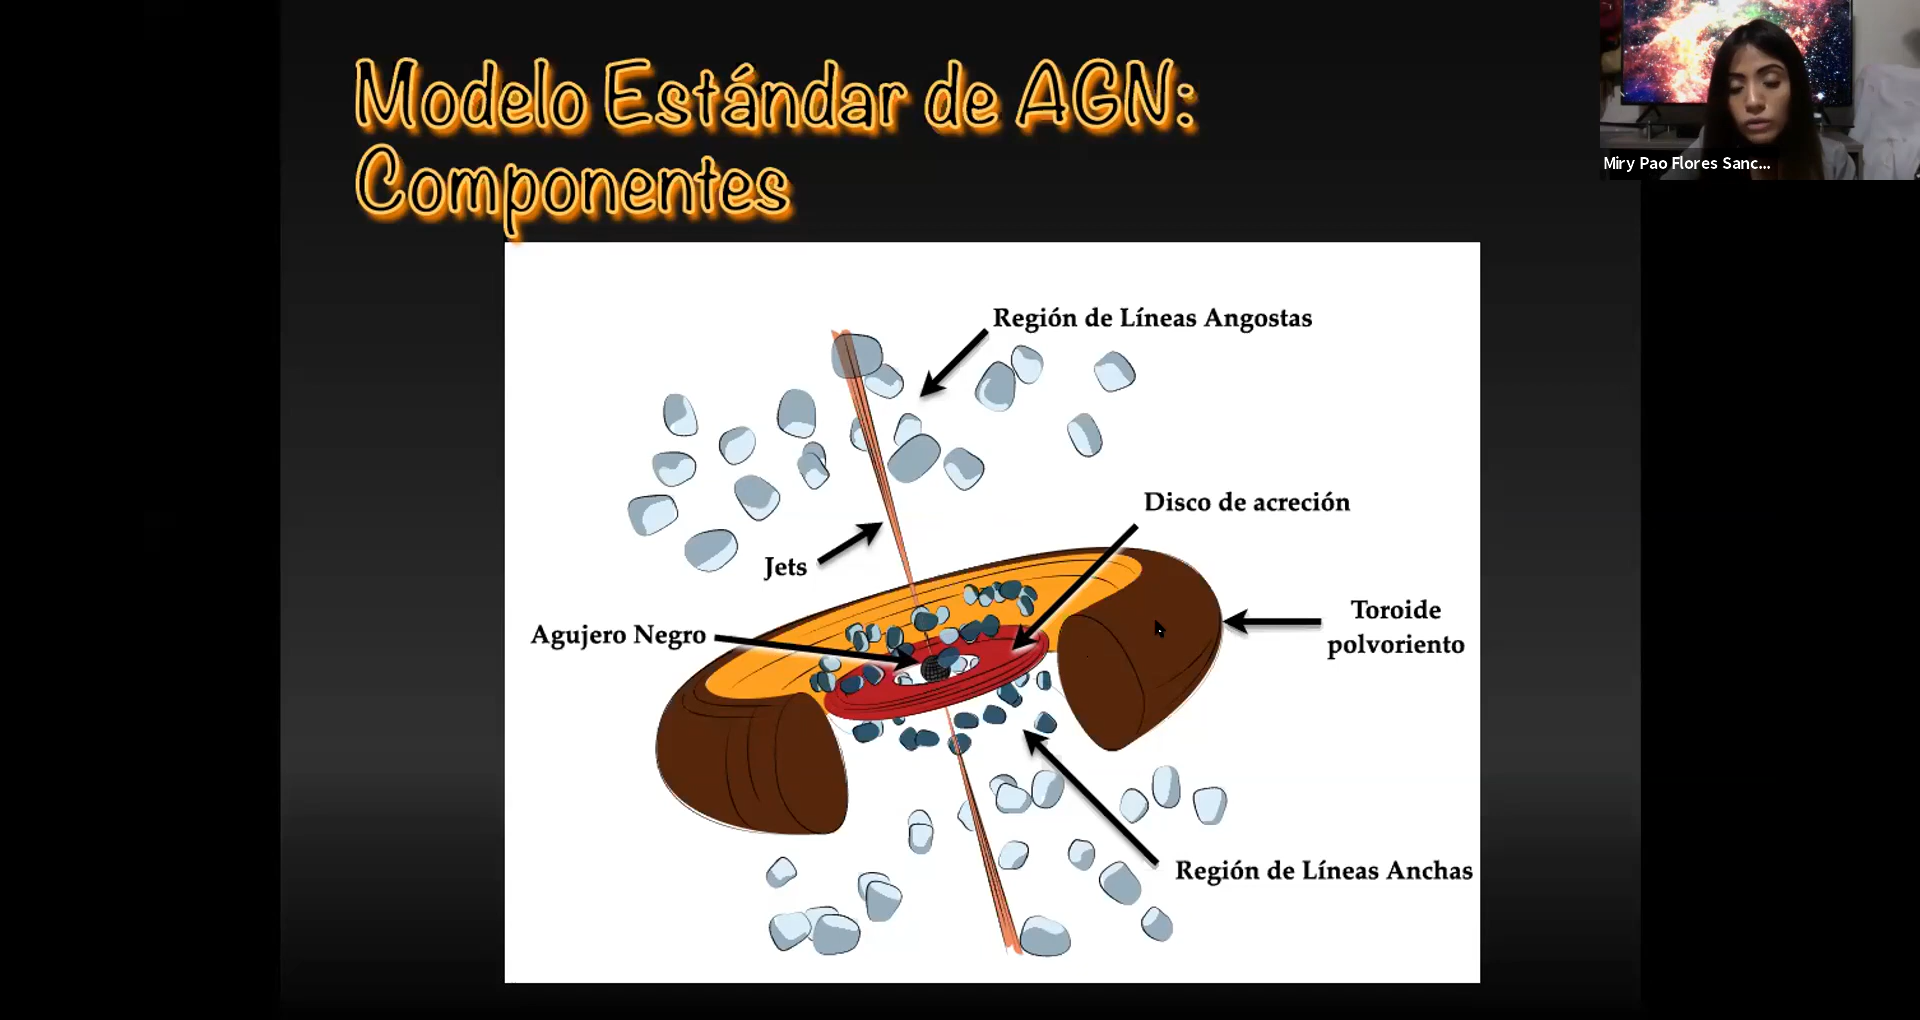 Modelo Estándar de AGN:
Componentes
Miry Pao Flores Sanc...
Región de Líneas Angostas
Disco de acreción
Jets
Toroide
polvoriento
Agujero Negro
Región de Líneas Anchas